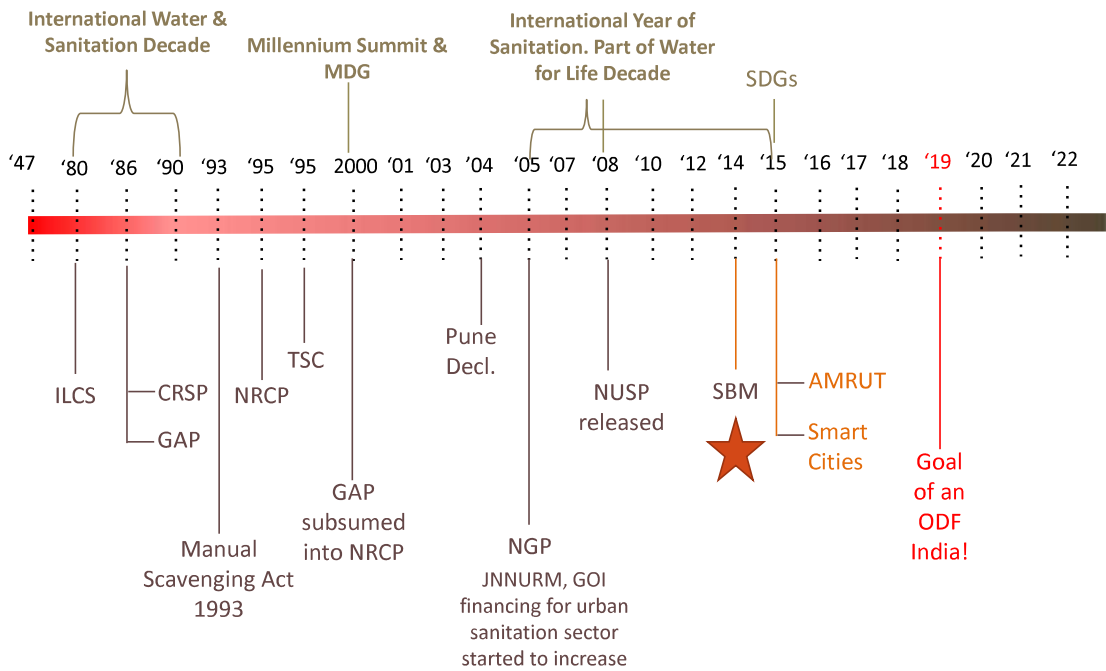 International Water &
Sanitation Decade
Millennium Summit &
MDG
International Year of
Sanitation. Part of Water
for Life Decade
SDGs
‘47 ‘80 ‘86 ‘90 ‘93 ‘95 ‘95 2000 ‘01 ‘03 ‘04 ‘05 ‘07 ‘08 ‘10 ‘12 ‘14 ‘15 ‘16 ‘17 ‘18 ‘19 ‘20 ‘21 ‘22
ILCS
CRSP
GAP
Manual
Scavenging Act
1993
NRCP
TSC
GAP
subsumed
into NRCP
Pune
Decl.
NGP
JNNURM, GOI
financing for urban
sanitation sector
started to increase
NUSP
released
SBM
AMRUT
Smart
Cities
Goal
of an
ODF
India!